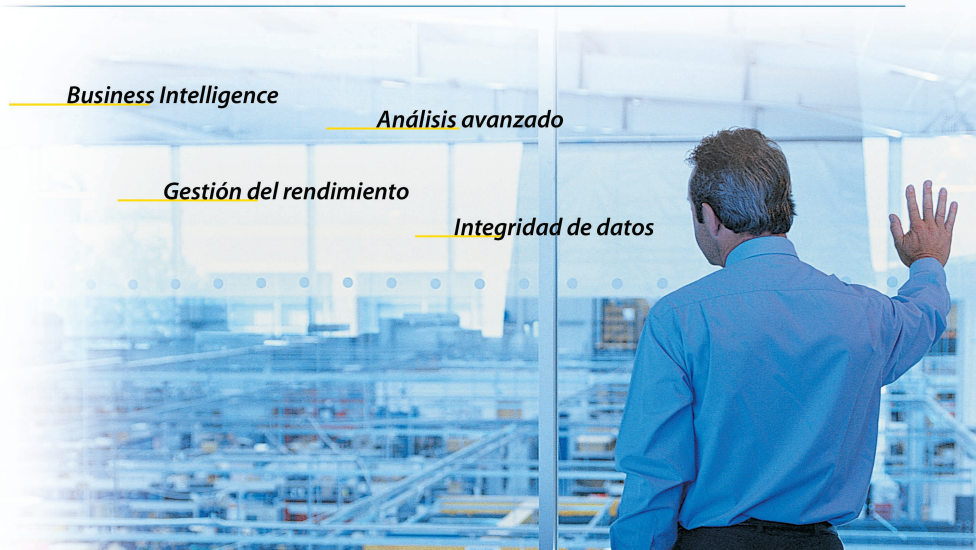 Business Intelligence
Análisis avanzado
Gestión del rendimiento
Integridad de datos